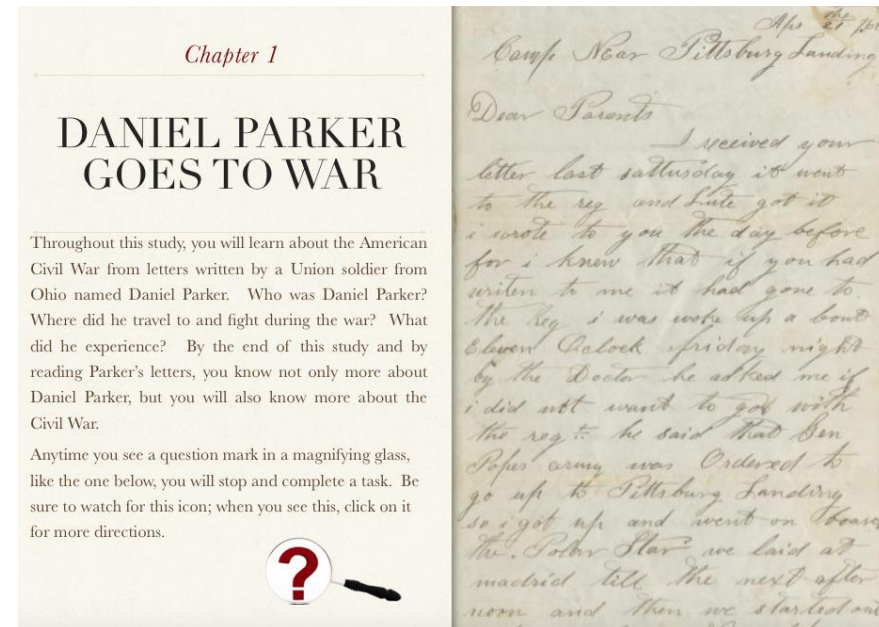 Chapter 1
DANIEL PARKER
GOES TO WAR
Throughout this study, you will learn about the American
Civil War from letters written by a Union soldier from
Ohio named Daniel Parker. Who was Daniel Parker?
Where did he travel to and fight during the war? What
did he experience? By the end of this study and by
reading Parker's letters, you know not only more about
Daniel Parker, but you will also know more about the
Civil War.
Anytime you see a question mark in a magnifying glass,
like the one below, you will stop and complete a task. Be
sure to watch for this icon; when you see this, click on it
for more directions.
?
Camp Near Pittsburg Landing
Dear Parents
I received your
letter last satturday it went
to the reg and Lute got it
i wrote to you the day before
for i knew that if you had
writen to me it had gone to
the Reg i was woke up a bout
Eleven Oclock friday night
by the Doctor he asked me if
i did not want to go with
the reg he said that Gen
Popes army was Ordered to
go up to Pittsburg Landing
so i got up and went on board
the Polar Star we laid at
madrid till the next after
noon and then we started out